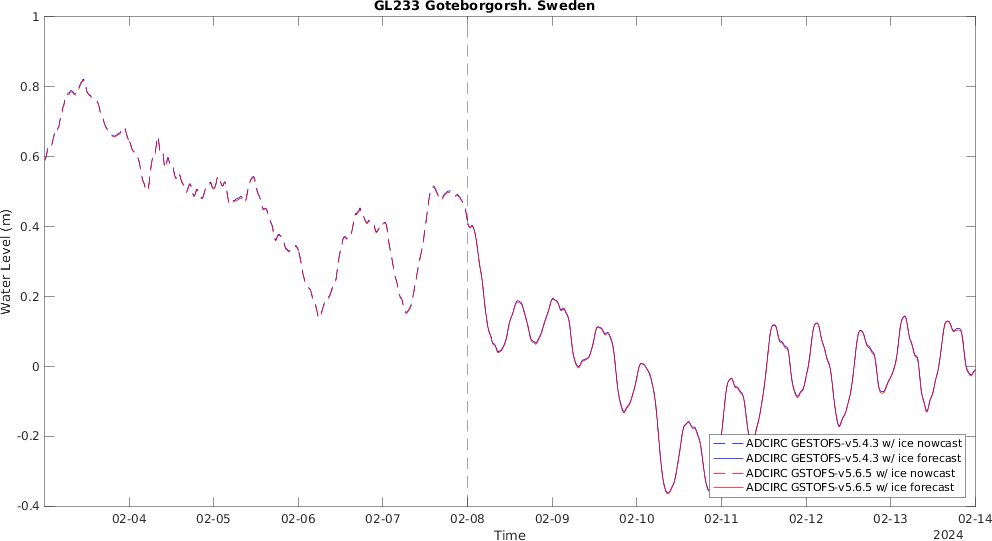 GL233 Goteborgorsh. Sweden
1
0.8
0.6
0.4
0.2
0
-0.2
-0.4
Water Level (m)
ADCIRC GESTOFS-v5.4.3 w/ ice nowcast
ADCIRC GESTOFS-v5.4.3 w/ ice forecast
ADCIRC GSTOFS-v5.6.5 w/ ice nowcast
ADCIRC GSTOFS-v5.6.5 w/ ice forecast
02-04 02-05 02-06 02-07 02-08 02-09 02-10 02-11 02-12 02-13 02-14
Time
2024